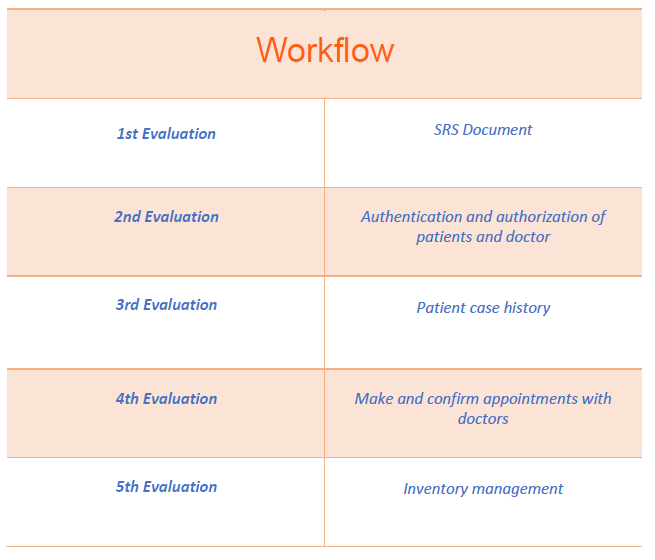 Workflow
1st Evaluation
SRS Document
2nd Evaluation
Authentication and authorization of
patients and doctor
3rd Evaluation
Patient case history
4th Evaluation
Make and confirm appointments with
doctors
5th Evaluation
Inventory management